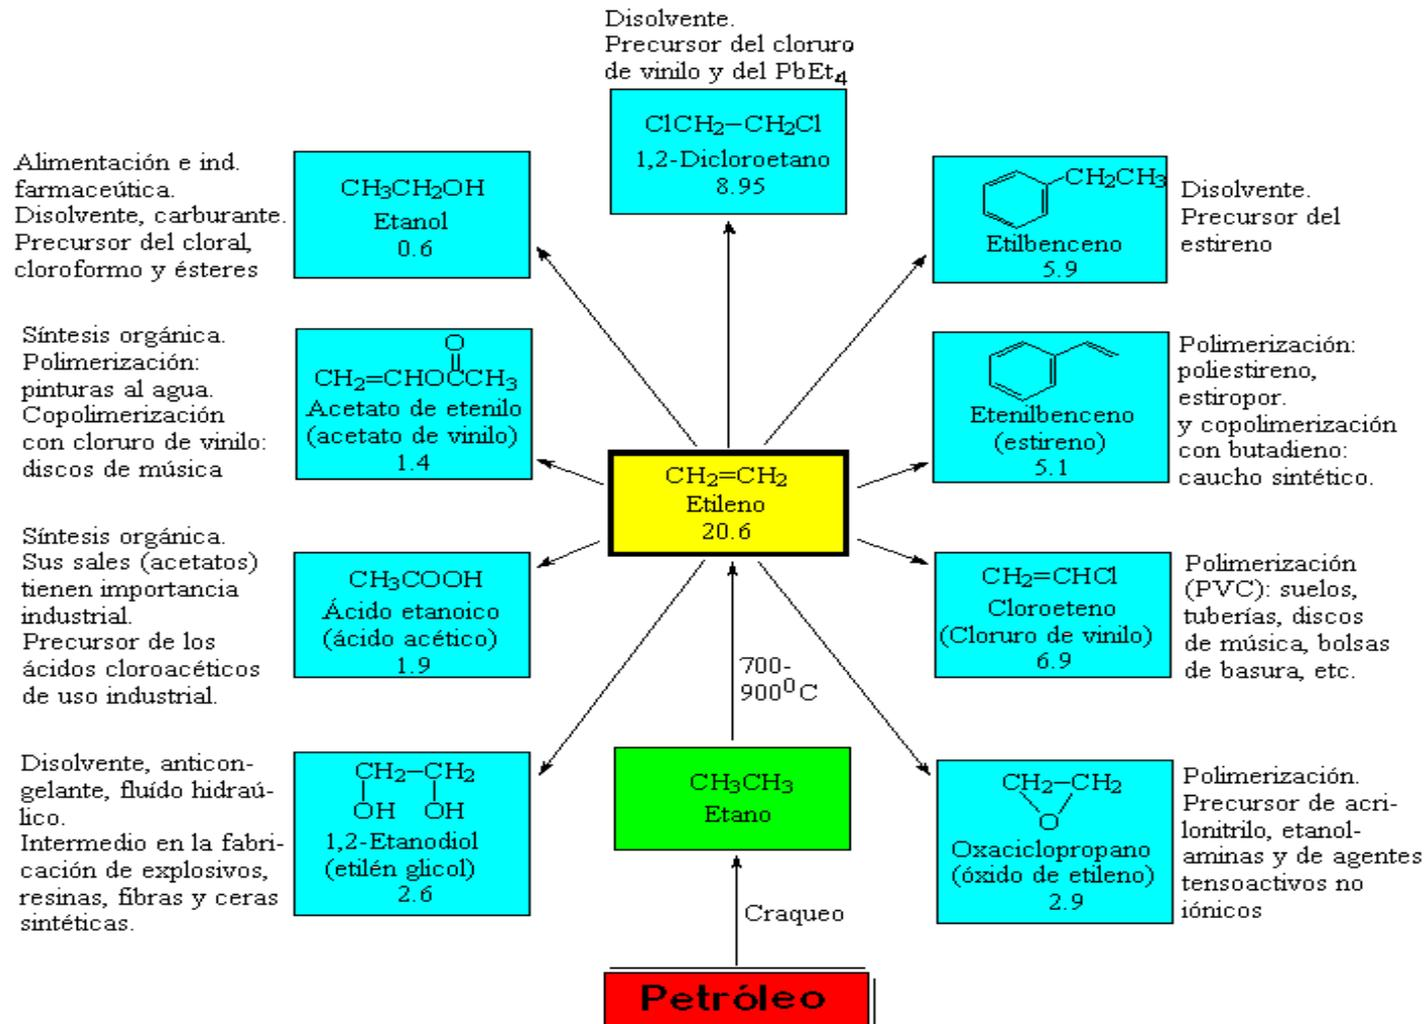 Disolvente.
Precursor del cloruro
de vinilo y del PbEt4
ClCH2–CH2Cl
1,2-Dicloroetano
8.95
Alimentación e ind.
farmaceútica.
Disolvente, carburante.
Precursor del cloral,
cloroformo y ésteres
CH3CH2OH
Etanol
0.6
CH2CH3
Etilbenceno
5.9
Disolvente.
Precursor del
estireno
Síntesis orgánica.
Polimerización:
pinturas al agua.
Copolimerización
con cloruro de vinilo:
discos de música
O
CH2=CHOCCH3
Acetato de etenilo
(acetato de vinilo)
1.4
Etenilbenceno
(estireno)
5.1
Polimerización:
poliestireno,
estiropor.
y copolimerización
con butadieno:
caucho sintético.
CH2=CH2
Etileno
20.6
Síntesis orgánica.
Sus sales (acetatos)
tienen importancia
industrial.
Precursor de los
ácidos cloroacéticos
de uso industrial.
CH3COOH
Ácido etanoico
(ácido acético)
1.9
CH2=CHCl
Cloroeteno
(Cloruro de vinilo)
6.9
Polimerización
(PVC): suelos,
tuberías, discos
de música, bolsas
de basura, etc.
700-
900⁰C
Disolvente, anticon-
gelante, fluído hidraú-
lico.
Intermedio en la fabri-
cación de explosivos,
resinas, fibras y ceras
sintéticas.
CH2–CH2
OH OH
1,2-Etanodiol
(etilén glicol)
2.6
CH3CH3
Etano
CH2–CH2
O
Oxaciclopropano
(óxido de etileno)
2.9
Polimerización.
Precursor de acri-
lonitrilo, etanol-
aminas y de agentes
tensoactivos no
iónicos
Craqueo
Petróleo